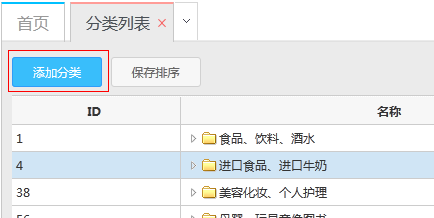 首页
分类列表 ×
添加分类
保存排序
ID 名称
1 食品、饮料、酒水
4 进口食品、进口牛奶
38 美容化妆、个人护理